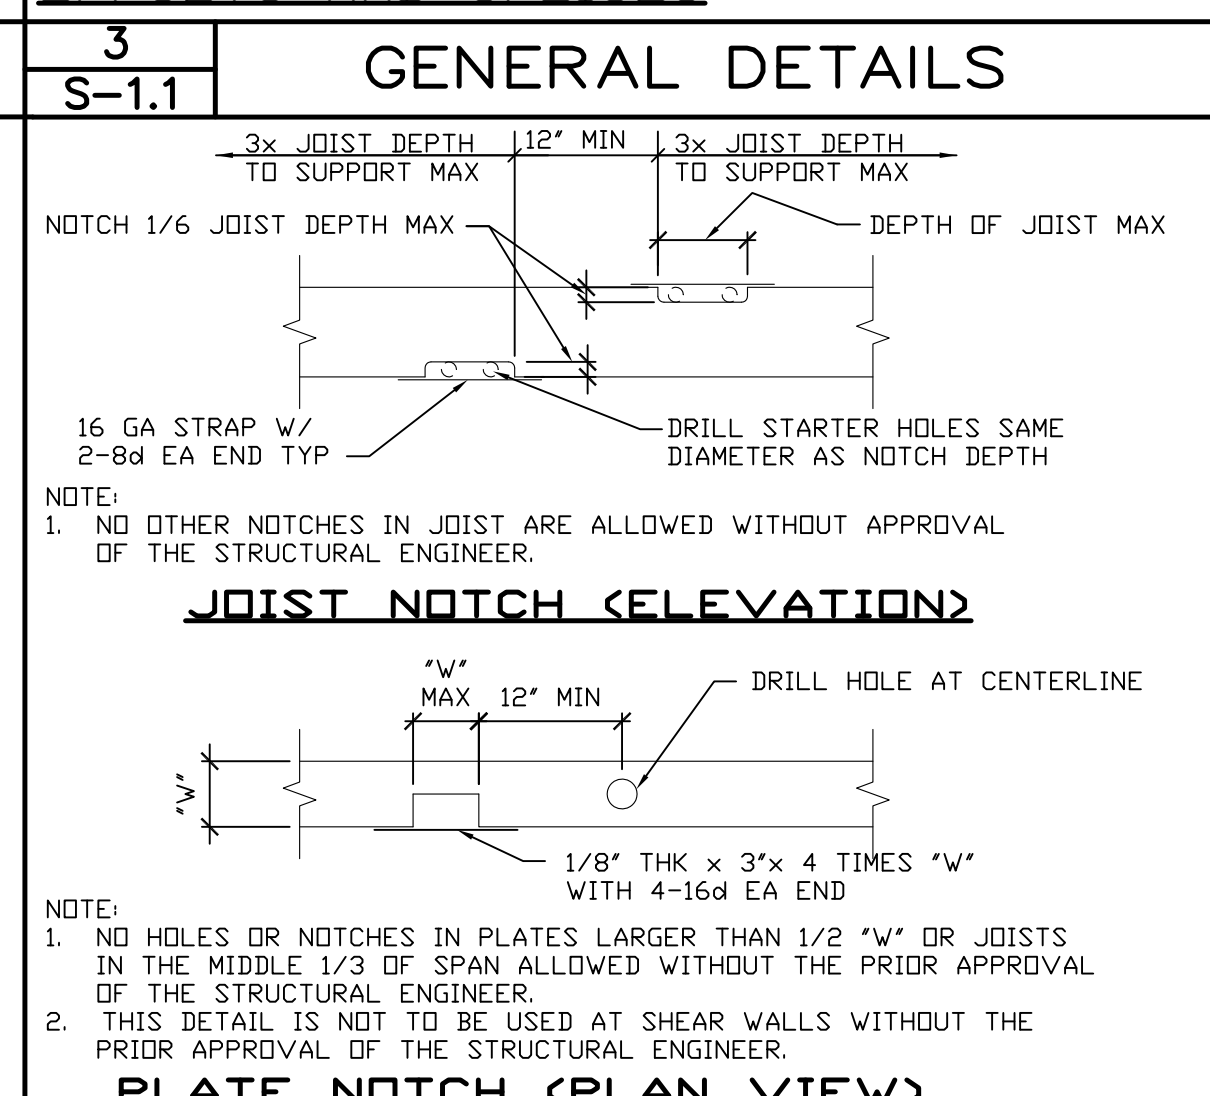 3
S-1.1
GENERAL DETAILS
3x JOIST DEPTH
TO SUPPORT MAX
12" MIN
3x JOIST DEPTH
TO SUPPORT MAX
NOTCH 1/6 JOIST DEPTH MAX
DEPTH OF JOIST MAX
16 GA STRAP W/
2-8d EA END TYP
DRILL STARTER HOLES SAME
DIAMETER AS NOTCH DEPTH
NOTE:
1. NO OTHER NOTCHES IN JOIST ARE ALLOWED WITHOUT APPROVAL
OF THE STRUCTURAL ENGINEER.
JOIST NOTCH (ELEVATION)
"W"
MAX
12" MIN
DRILL HOLE AT CENTERLINE
"W"
1/8" THK x 3"x 4 TIMES "W"
WITH 4-16d EA END
NOTE:
1. NO HOLES OR NOTCHES IN PLATES LARGER THAN 1/2 "W" OR JOISTS
IN THE MIDDLE 1/3 OF SPAN ALLOWED WITHOUT THE PRIOR APPROVAL
OF THE STRUCTURAL ENGINEER.
2. THIS DETAIL IS NOT TO BE USED AT SHEAR WALLS WITHOUT THE
PRIOR APPROVAL OF THE STRUCTURAL ENGINEER.
PLATE NOTCH (PLAN VIEW)